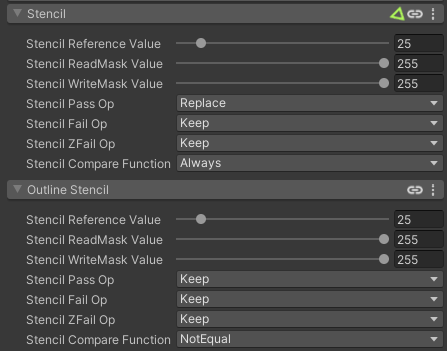 Stencil
Stencil Reference Value 25
Stencil ReadMask Value 255
Stencil WriteMask Value 255
Stencil Pass Op Replace
Stencil Fail Op Keep
Stencil ZFail Op Keep
Stencil Compare Function Always
Outline Stencil
Stencil Reference Value 25
Stencil ReadMask Value 255
Stencil WriteMask Value 255
Stencil Pass Op Keep
Stencil Fail Op Keep
Stencil ZFail Op Keep
Stencil Compare Function NotEqual